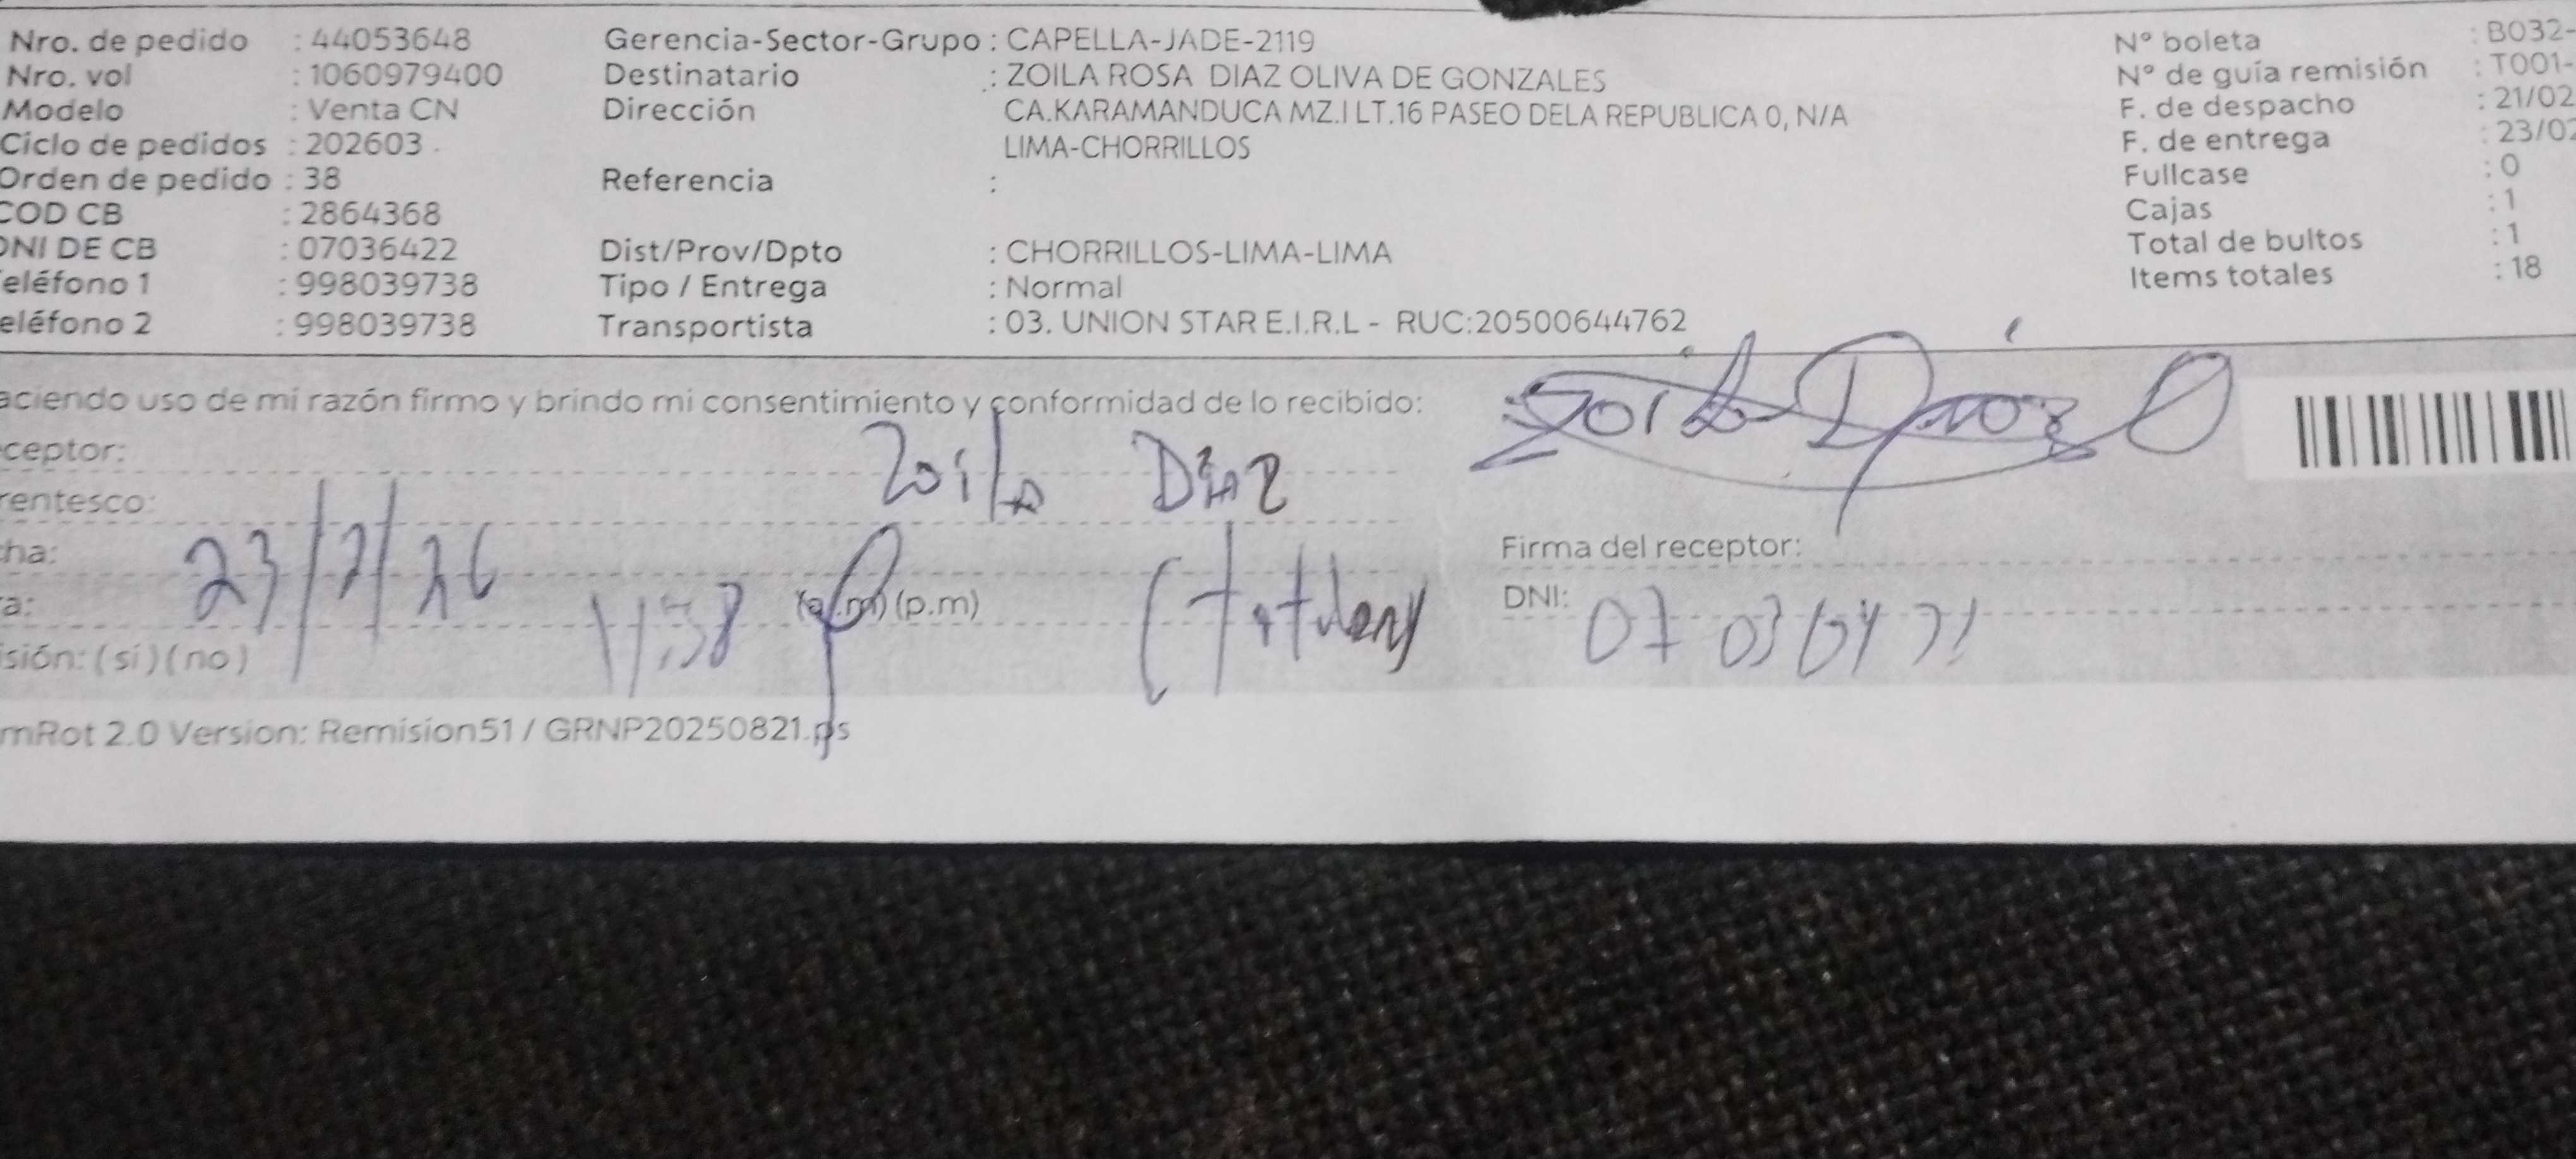 Nro. de pedido : 44053648
Nro. vol : 1060979400
Modelo : Venta CN
Ciclo de pedidos : 202603
Orden de pedido : 38
COD CB : 2864368
DNI DE CB : 07036422
eléfono 1 : 998039738
eléfono 2 : 998039738
Gerencia-Sector-Grupo : CAPELLA-JADE-2119
Destinatario : ZOILA ROSA DIAZ OLIVA DE GONZALES
Dirección CA.KARAMANDUCA MZ.I LT.16 PASEO DELA REPUBLICA 0, N/A
LIMA-CHORRILLOS
Referencia :
Dist/Prov/Dpto : CHORRILLOS-LIMA-LIMA
Tipo / Entrega : Normal
Transportista : 03. UNION STAR E.I.R.L - RUC:20500644762
N° boleta : B032-
N° de guía remisión : T001-
F. de despacho : 21/02
F. de entrega : 23/02
Fullcase : 0
Cajas : 1
Total de bultos : 1
Items totales : 18
aciendo uso de mi razón firmo y brindo mi consentimiento y conformidad de lo recibido:
ceptor: Zoila Diaz
rentesco:
ha: 23/2/26
a: 11:38 (a.m) (p.m)
isión: (si) (no)
Zoila Diaz O
Firma del receptor:
DNI:
mRot 2.0 Version: Remision51 / GRNP20250821.ps